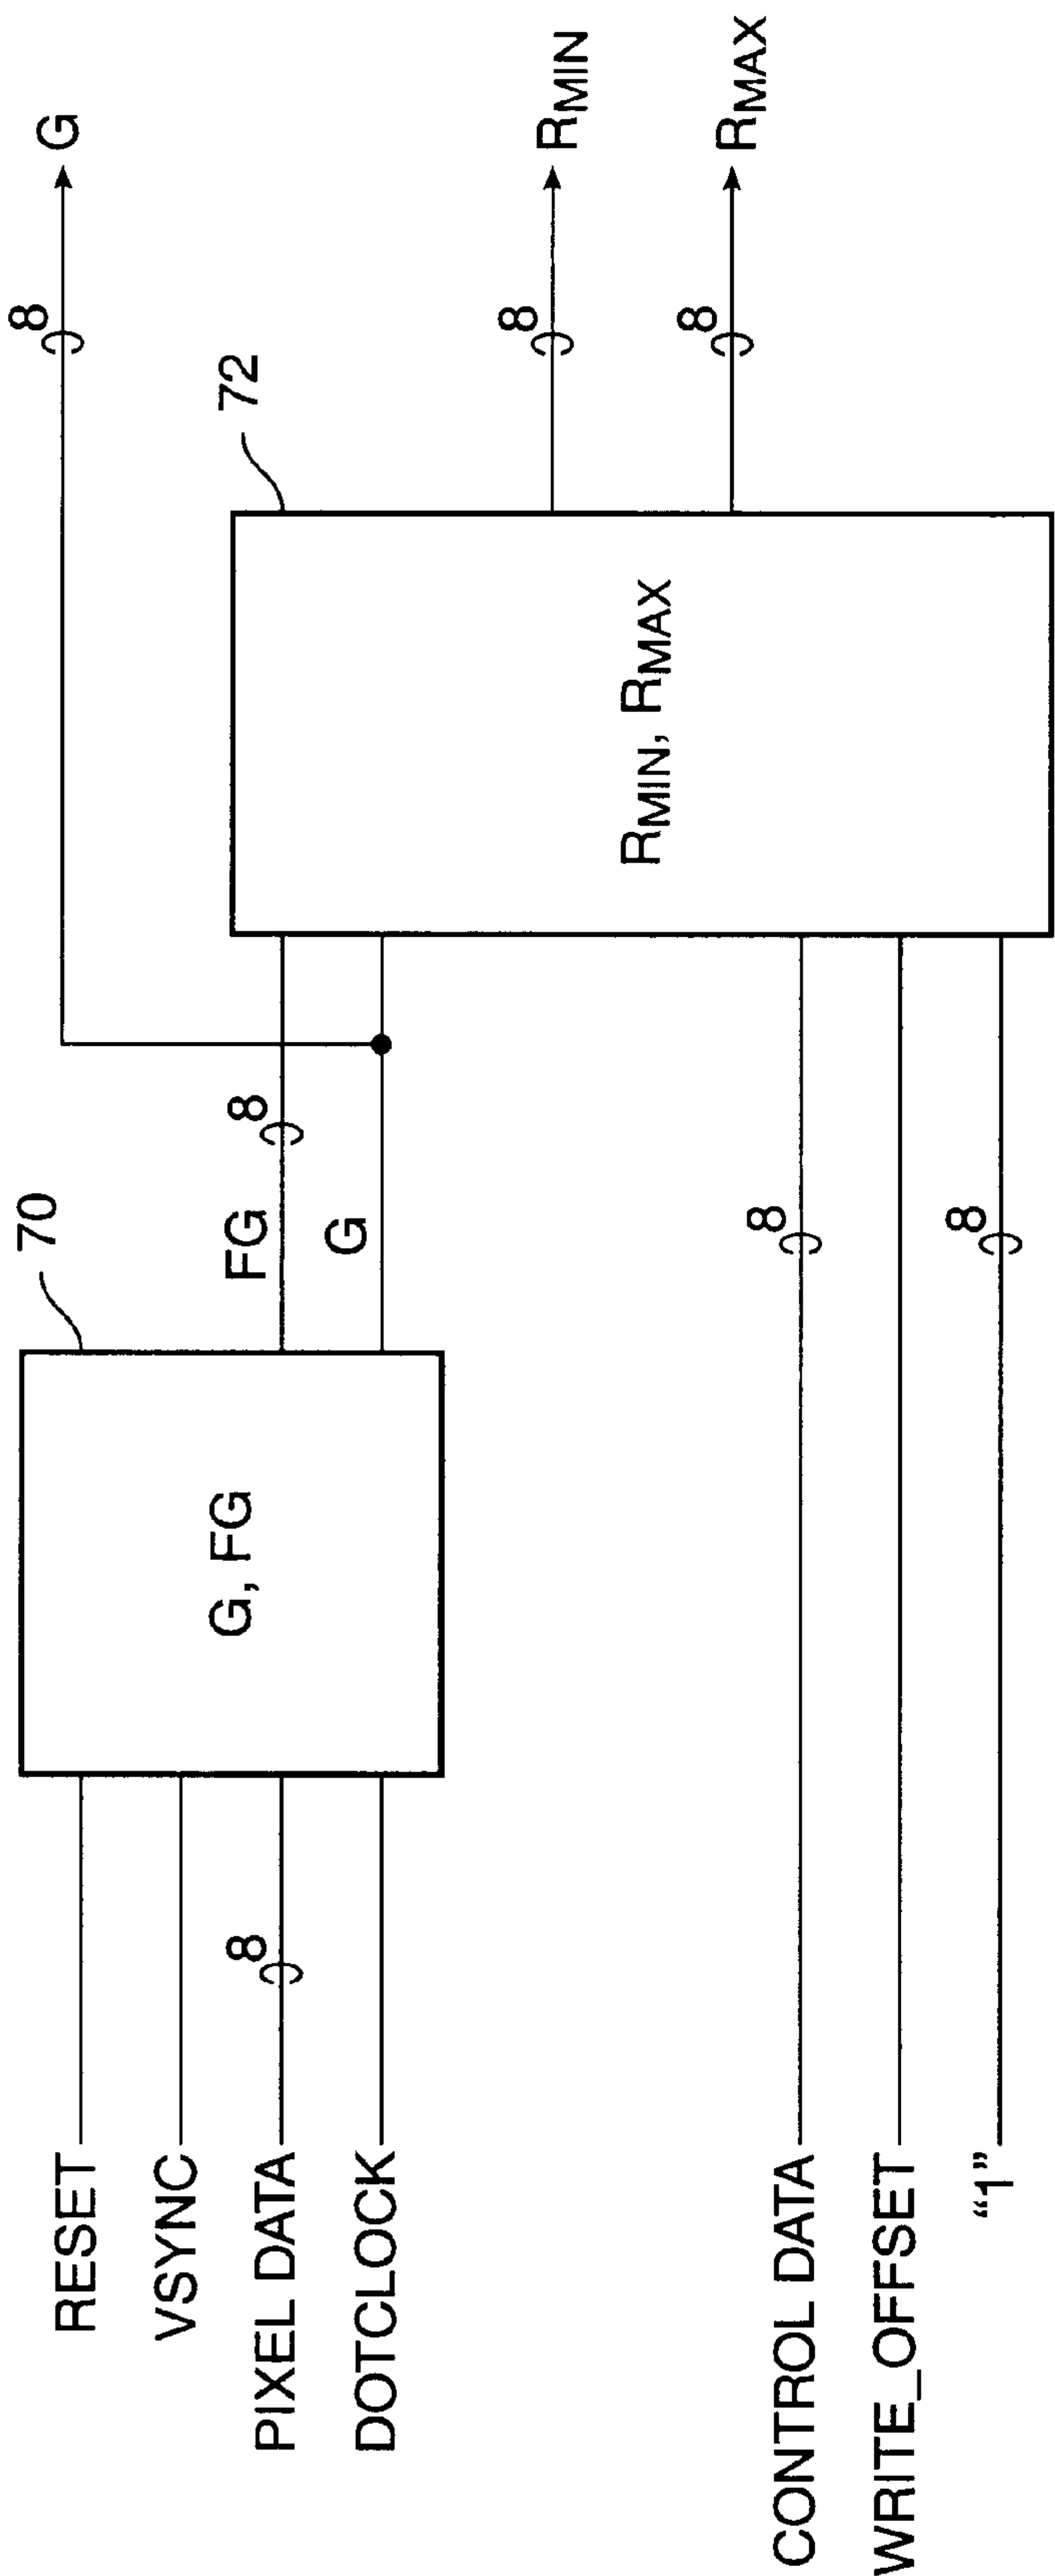 RESET
VSYNC
PIXEL DATA
8
DOTCLOCK
70
G, FG
FG
8
G
8
G
72
RMIN, RMAX
8
RMIN
8
RMAX
CONTROL DATA
8
WRITE_OFFSET
“1”
8